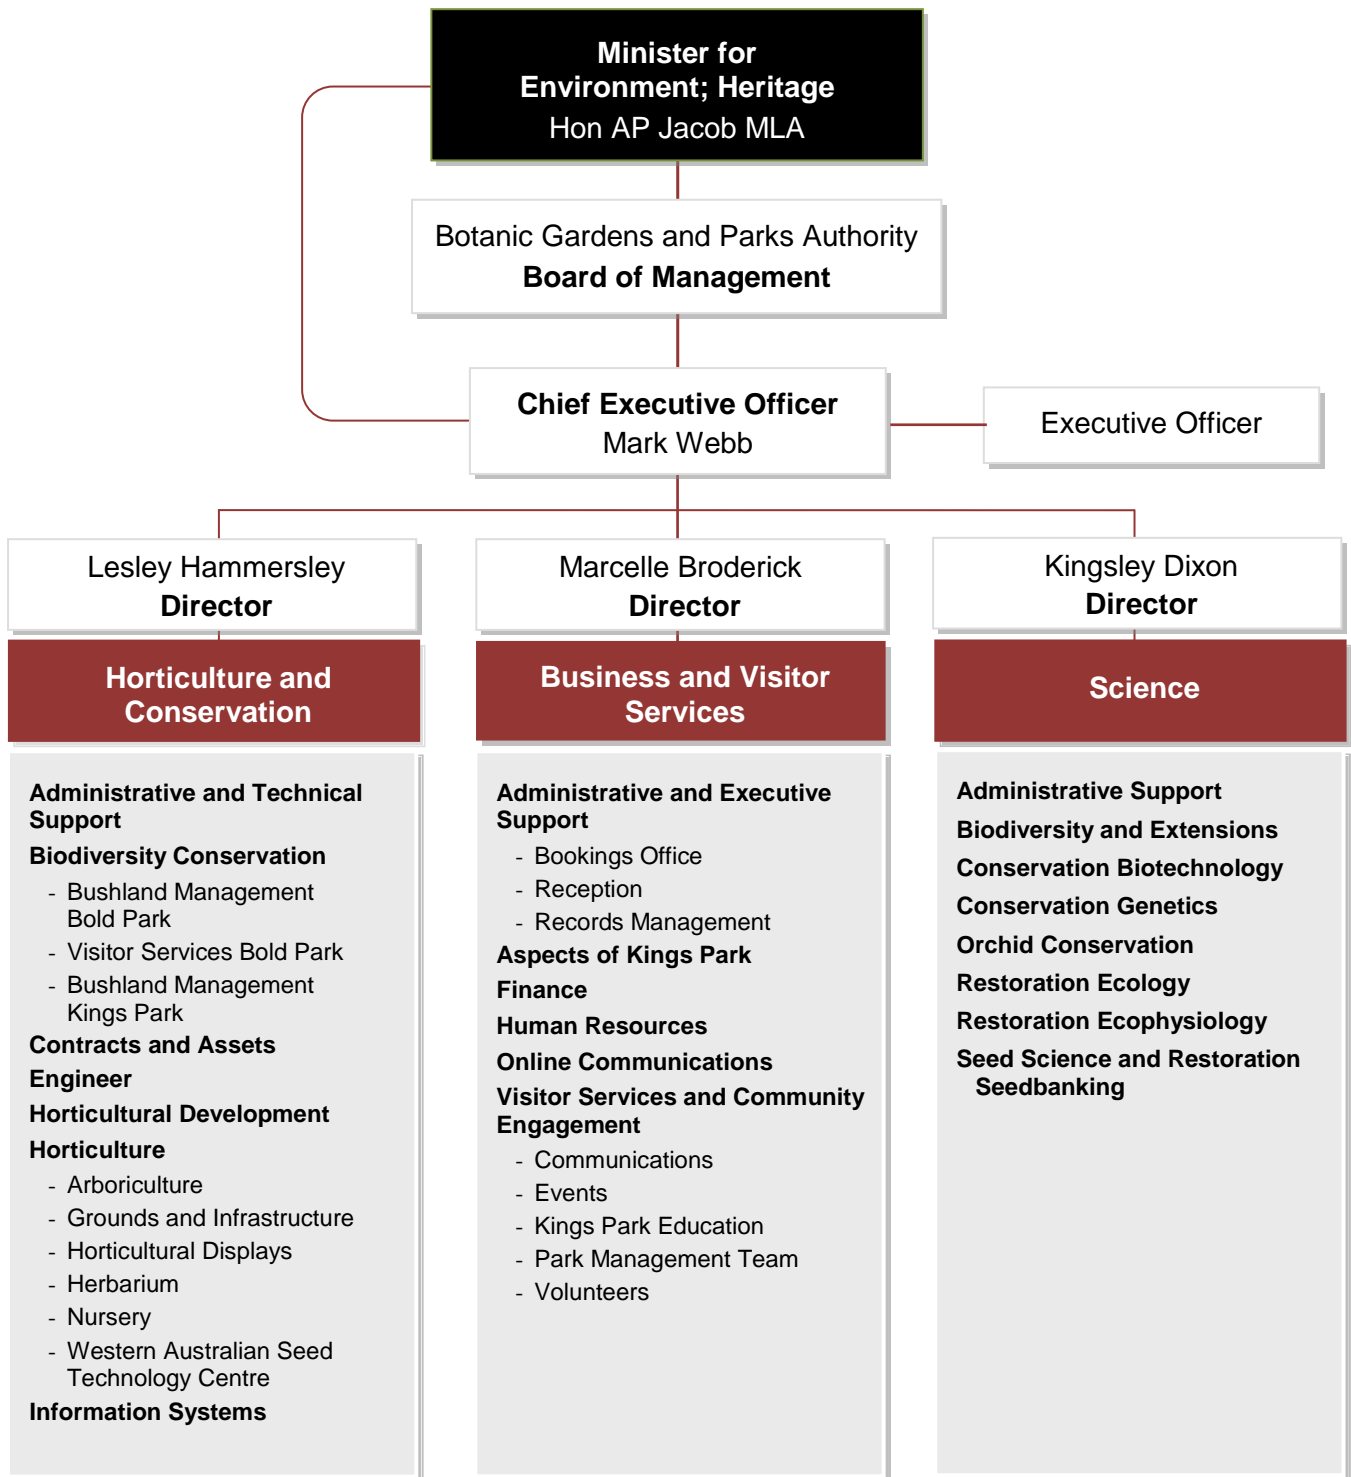 Minister for
Environment; Heritage
Hon AP Jacob MLA
Botanic Gardens and Parks Authority
Board of Management
Chief Executive Officer
Mark Webb
Executive Officer
Lesley Hammersley
Director
Horticulture and
Conservation
Administrative and Technical
Support
Biodiversity Conservation
- Bushland Management
Bold Park
- Visitor Services Bold Park
- Bushland Management
Kings Park
Contracts and Assets
Engineer
Horticultural Development
Horticulture
- Arboriculture
- Grounds and Infrastructure
- Horticultural Displays
- Herbarium
- Nursery
- Western Australian Seed
Technology Centre
Information Systems
Marcelle Broderick
Director
Business and Visitor
Services
Administrative and Executive
Support
- Bookings Office
- Reception
- Records Management
Aspects of Kings Park
Finance
Human Resources
Online Communications
Visitor Services and Community
Engagement
- Communications
- Events
- Kings Park Education
- Park Management Team
- Volunteers
Kingsley Dixon
Director
Science
Administrative Support
Biodiversity and Extensions
Conservation Biotechnology
Conservation Genetics
Orchid Conservation
Restoration Ecology
Restoration Ecophysiology
Seed Science and Restoration
Seedbanking